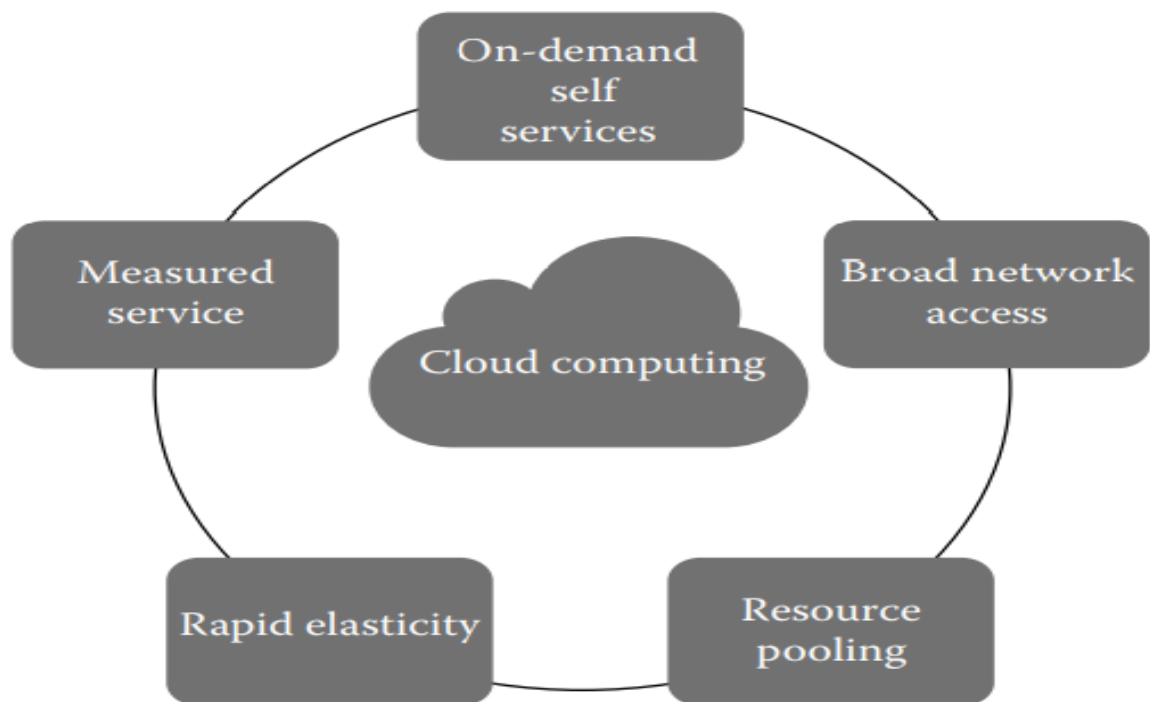 On-demand
self
services
Measured
service
Broad network
access
Cloud computing
Rapid elasticity
Resource
pooling